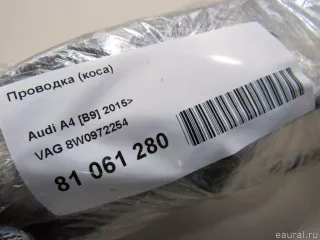 Проводка (коса)
Audi A4 [B9] 2015>
VAG 8W0972254
81 061 280
eaural.ru